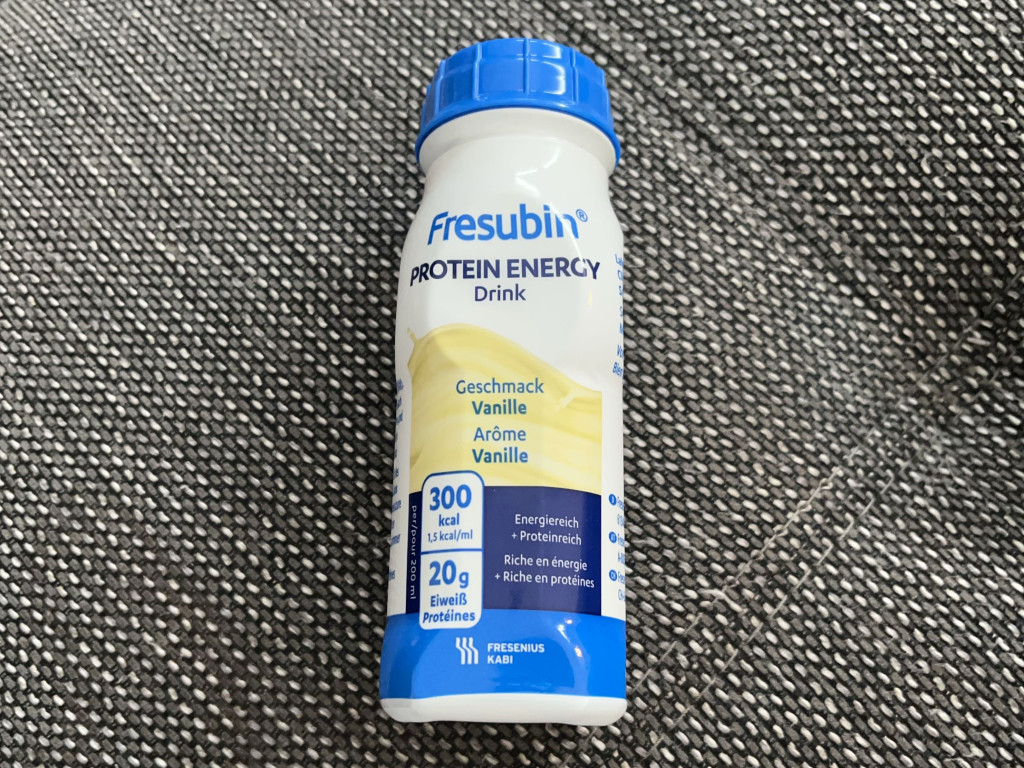 Fresubin®
PROTEIN ENERGY
Drink
Geschmack
Vanille
Arôme
Vanille
300
kcal
1,5 kcal/ml
20g
Eiweiß
Protéines
per/pour 200 ml
Energiereich
+ Proteinreich
Riche en énergie
+ Riche en protéines
FRESENIUS
KABI